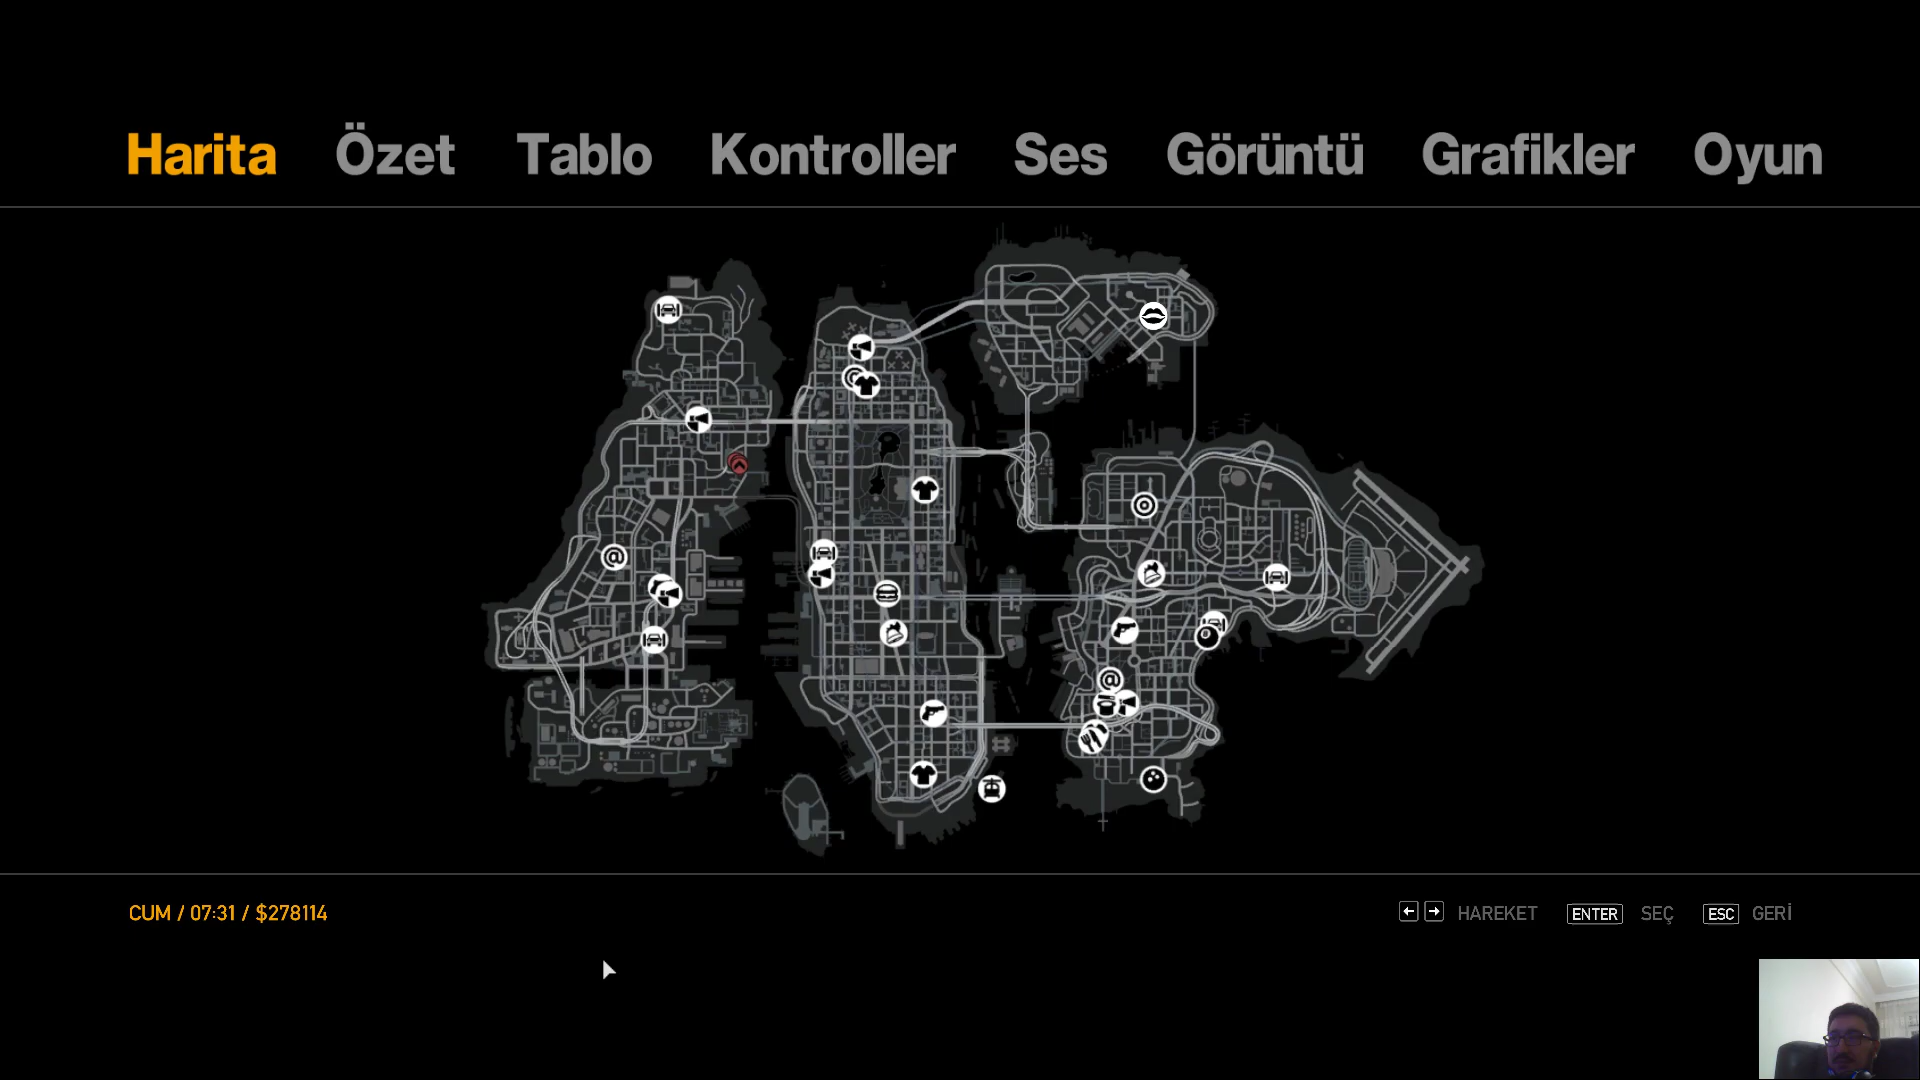 Harita Özet Tablo Kontroller Ses Görüntü Grafikler Oyun
CUM / 07:31 / $278114
HAREKET ENTER SEÇ ESC GERİ